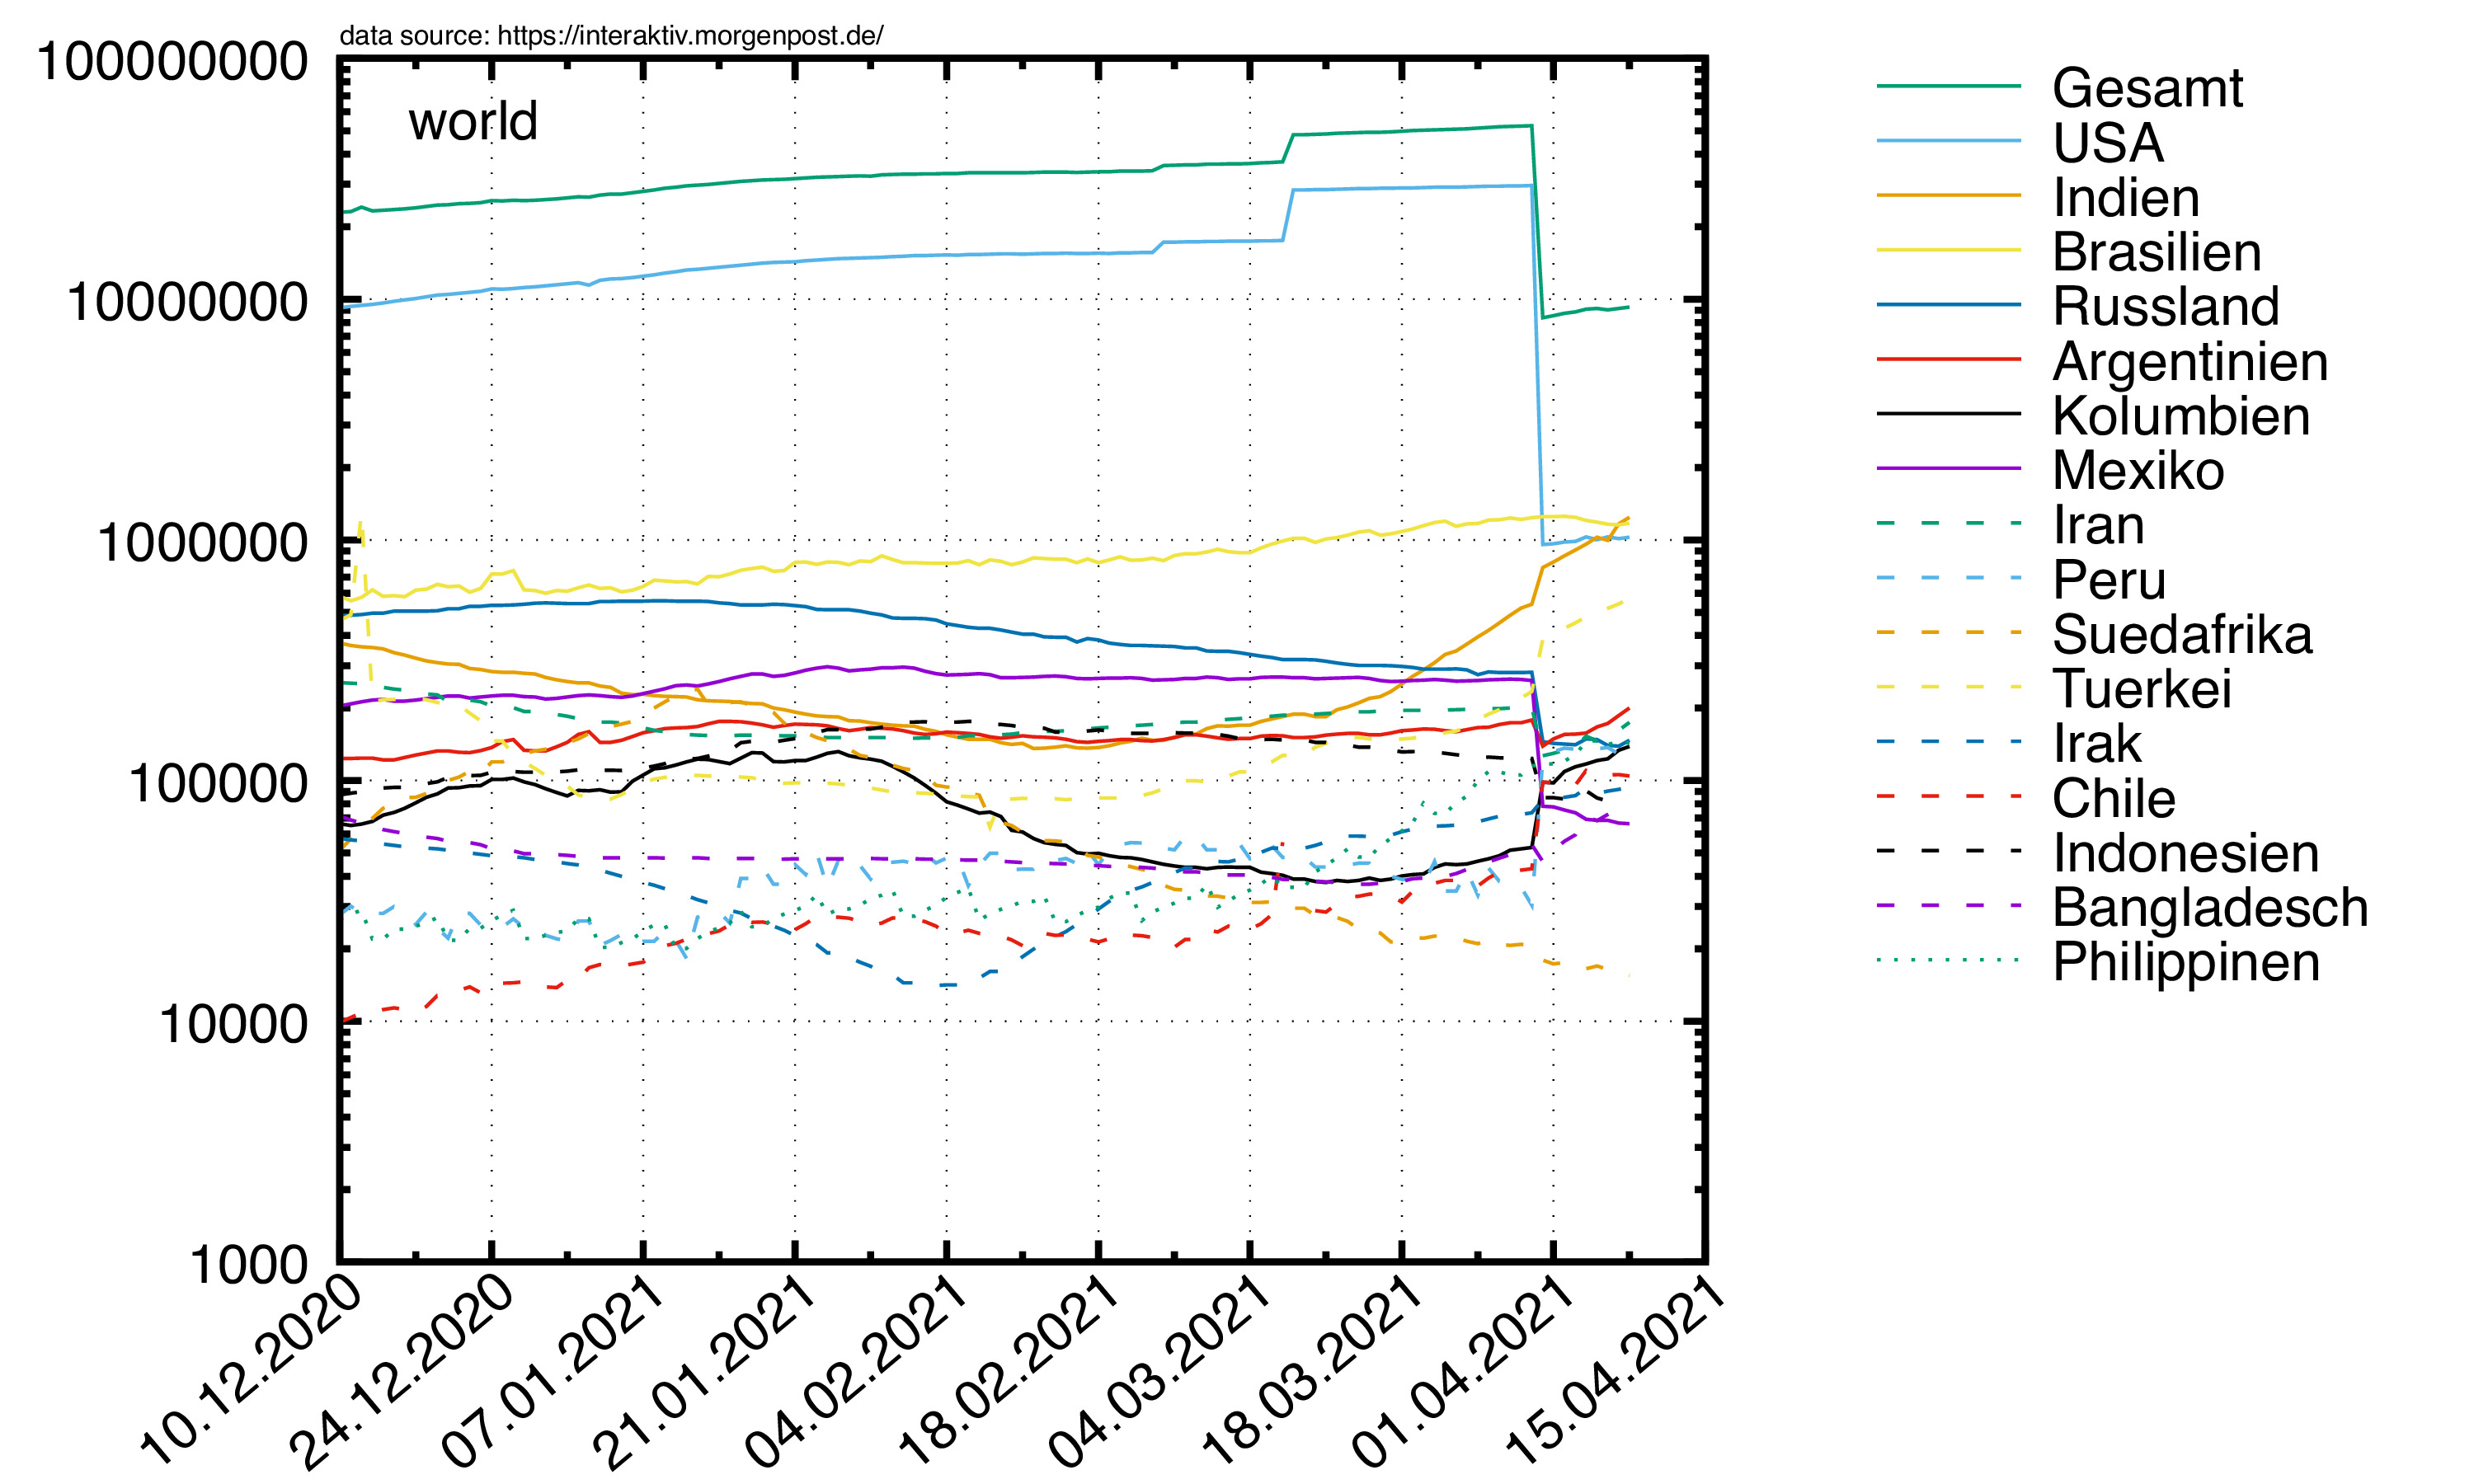 data source: https://interaktiv.morgenpost.de/
world
100000000
10000000
1000000
100000
10000
1000
10.12.2020
24.12.2020
07.01.2021
21.01.2021
04.02.2021
18.02.2021
04.03.2021
18.03.2021
01.04.2021
15.04.2021
Gesamt
USA
Indien
Brasilien
Russland
Argentinien
Kolumbien
Mexiko
Iran
Peru
Suedafrika
Tuerkei
Irak
Chile
Indonesien
Bangladesch
Philippinen